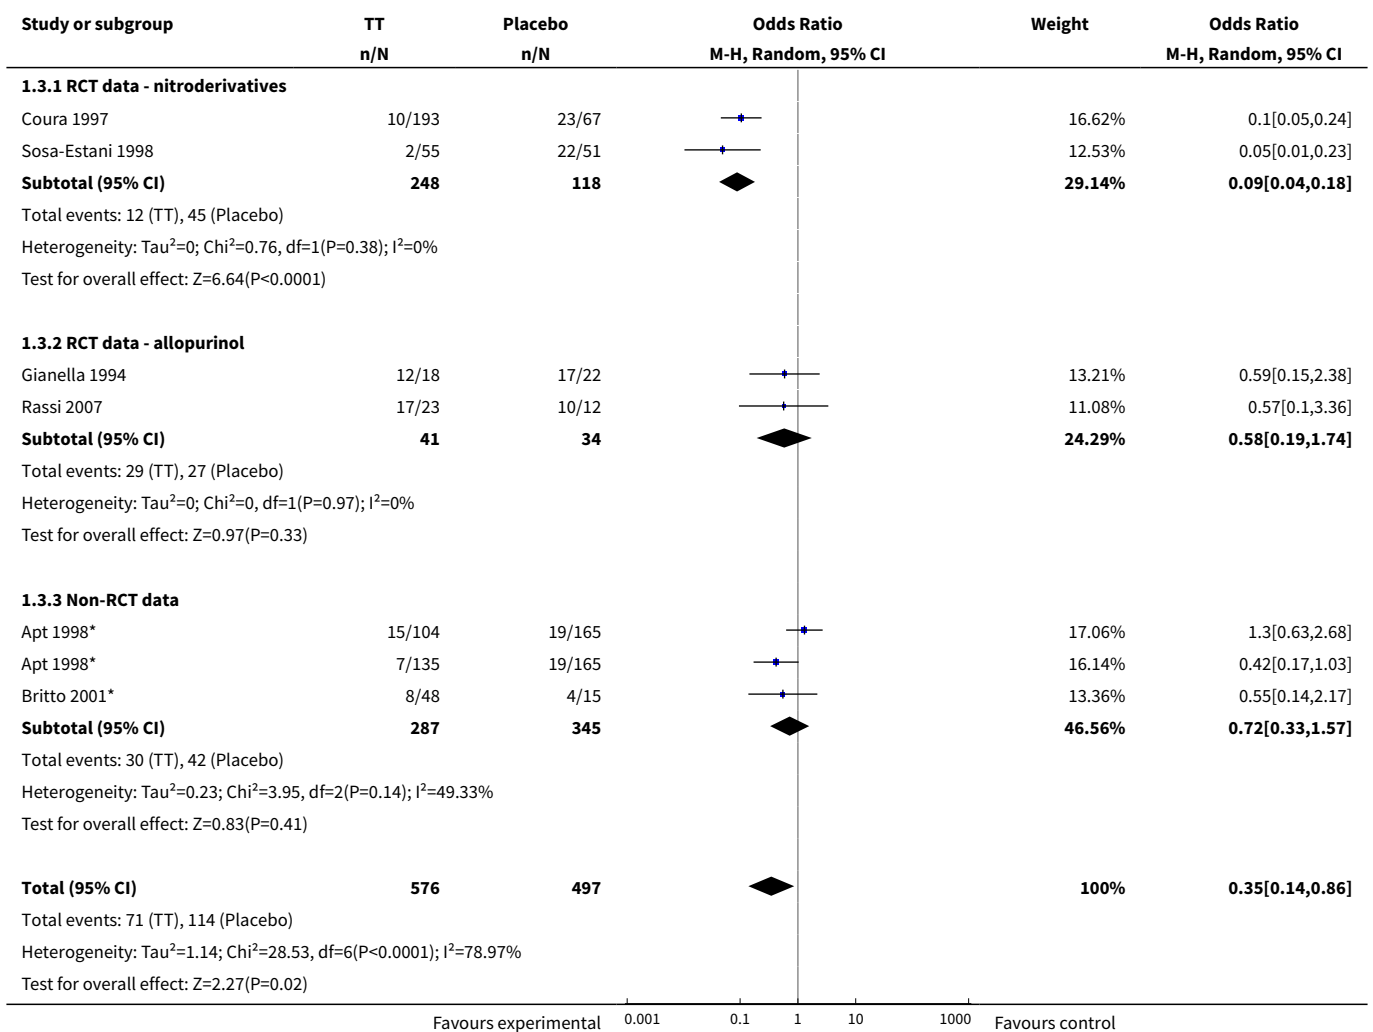 Study or subgroup TT Placebo Odds Ratio Weight Odds Ratio
n/N n/N M-H, Random, 95% CI M-H, Random, 95% CI
1.3.1 RCT data - nitroderivatives
Coura 1997 10/193 23/67 16.62% 0.1[0.05,0.24]
Sosa-Estani 1998 2/55 22/51 12.53% 0.05[0.01,0.23]
Subtotal (95% CI) 248 118 29.14% 0.09[0.04,0.18]
Total events: 12 (TT), 45 (Placebo)
Heterogeneity: Tau²=0; Chi²=0.76, df=1(P=0.38); I²=0%
Test for overall effect: Z=6.64(P<0.0001)
1.3.2 RCT data - allopurinol
Gianella 1994 12/18 17/22 13.21% 0.59[0.15,2.38]
Rassi 2007 17/23 10/12 11.08% 0.57[0.1,3.36]
Subtotal (95% CI) 41 34 24.29% 0.58[0.19,1.74]
Total events: 29 (TT), 27 (Placebo)
Heterogeneity: Tau²=0; Chi²=0, df=1(P=0.97); I²=0%
Test for overall effect: Z=0.97(P=0.33)
1.3.3 Non-RCT data
Apt 1998* 15/104 19/165 17.06% 1.3[0.63,2.68]
Apt 1998* 7/135 19/165 16.14% 0.42[0.17,1.03]
Britto 2001* 8/48 4/15 13.36% 0.55[0.14,2.17]
Subtotal (95% CI) 287 345 46.56% 0.72[0.33,1.57]
Total events: 30 (TT), 42 (Placebo)
Heterogeneity: Tau²=0.23; Chi²=3.95, df=2(P=0.14); I²=49.33%
Test for overall effect: Z=0.83(P=0.41)
Total (95% CI) 576 497 100% 0.35[0.14,0.86]
Total events: 71 (TT), 114 (Placebo)
Heterogeneity: Tau²=1.14; Chi²=28.53, df=6(P<0.0001); I²=78.97%
Test for overall effect: Z=2.27(P=0.02)
Favours experimental 0.001 0.1 1 10 1000 Favours control